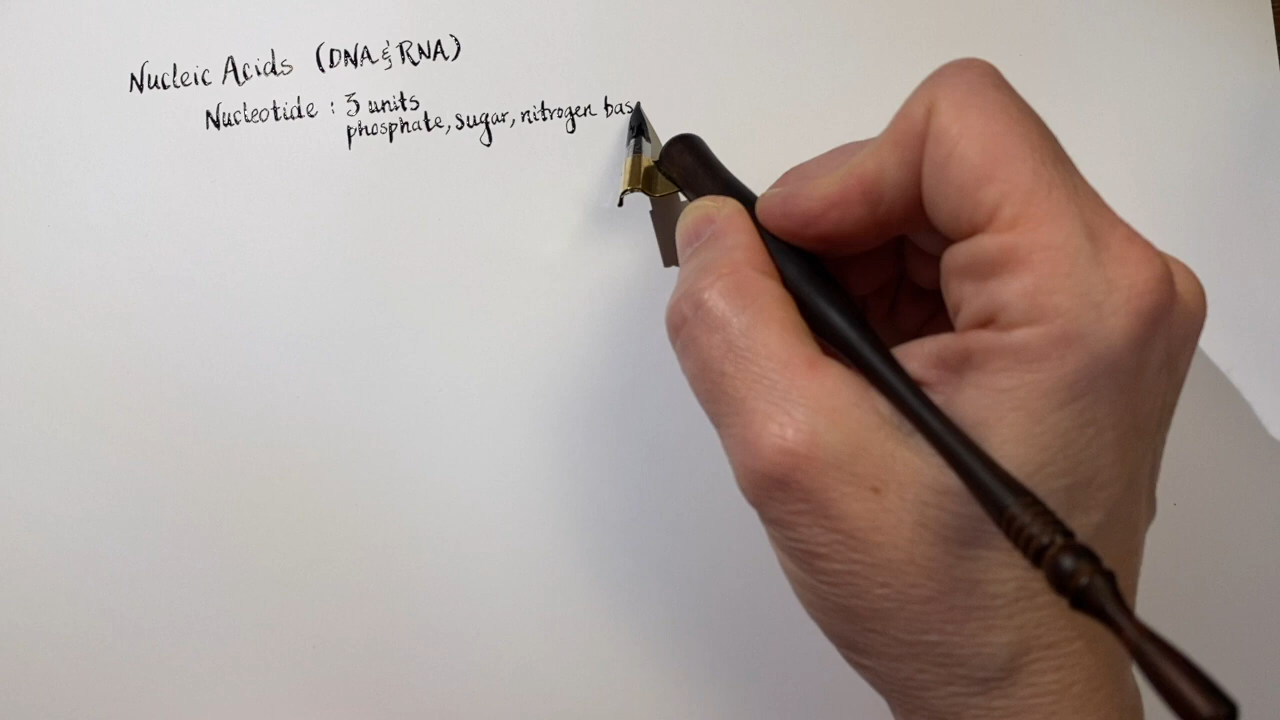 Nucleic Acids (DNA & RNA)
Nucleotide : 3 units
phosphate, sugar, nitrogen bas